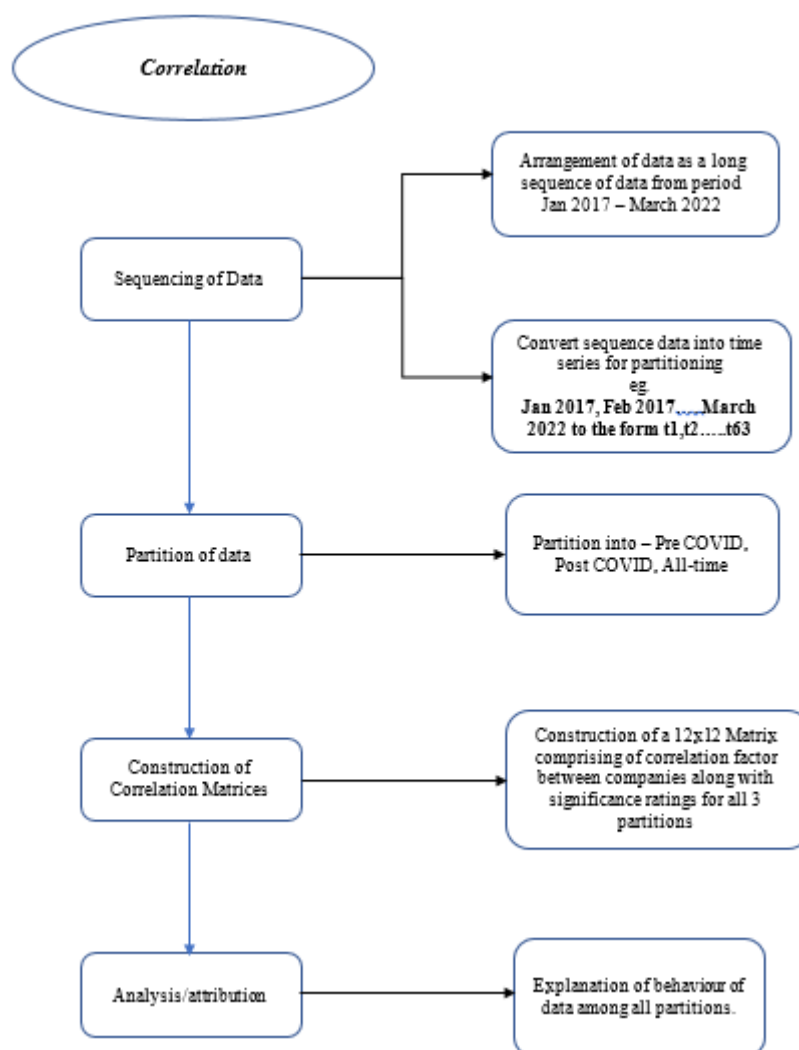 Correlation
Arrangement of data as a long
sequence of data from period
Jan 2017 – March 2022
Sequencing of Data
Convert sequence data into time
series for partitioning
eg.
Jan 2017, Feb 2017……March
2022 to the form t1,t2…..t63
Partition of data
Partition into – Pre COVID,
Post COVID, All-time
Construction of
Correlation Matrices
Construction of a 12x12 Matrix
comprising of correlation factor
between companies along with
significance ratings for all 3
partitions
Analysis/attribution
Explanation of behaviour of
data among all partitions.